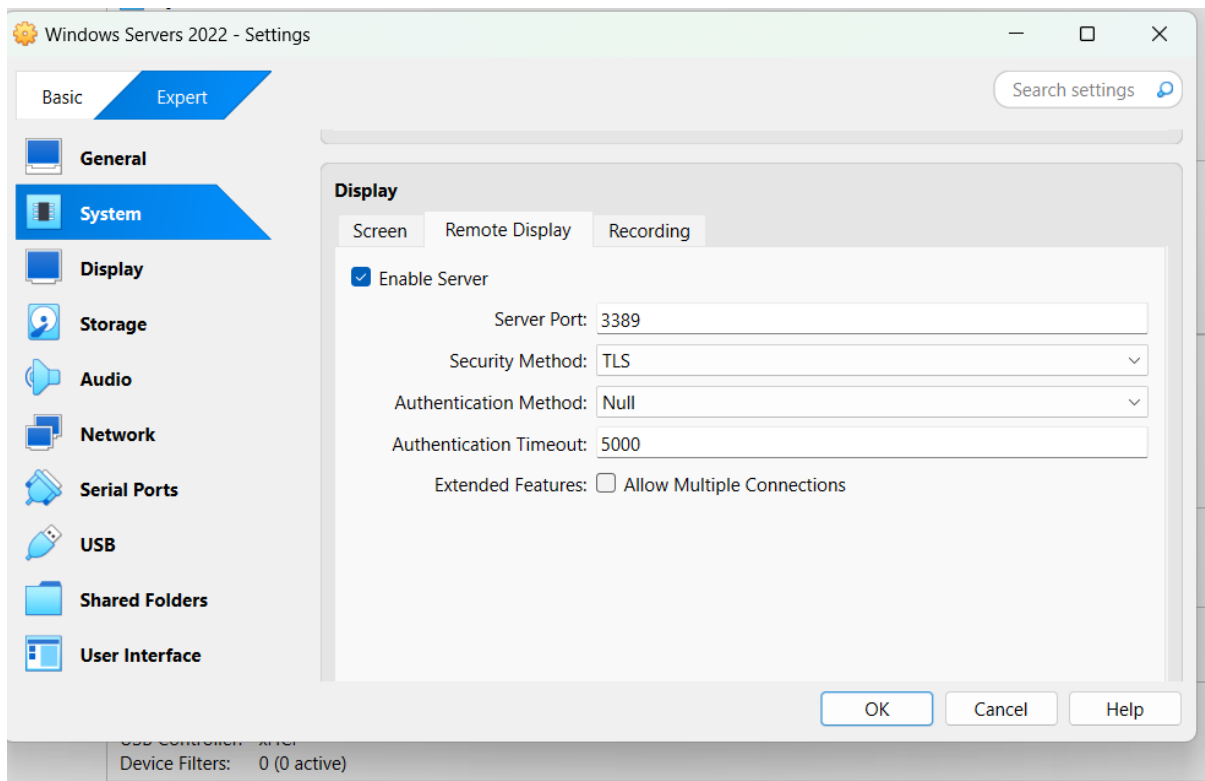 Windows Servers 2022 - Settings
Basic
Expert
Search settings
General
System
Display
Storage
Audio
Network
Serial Ports
USB
Shared Folders
User Interface
Display
Screen
Remote Display
Recording
Enable Server
Server Port: 3389
Security Method: TLS
Authentication Method: Null
Authentication Timeout: 5000
Extended Features: Allow Multiple Connections
OK
Cancel
Help
Device Filters: 0 (0 active)